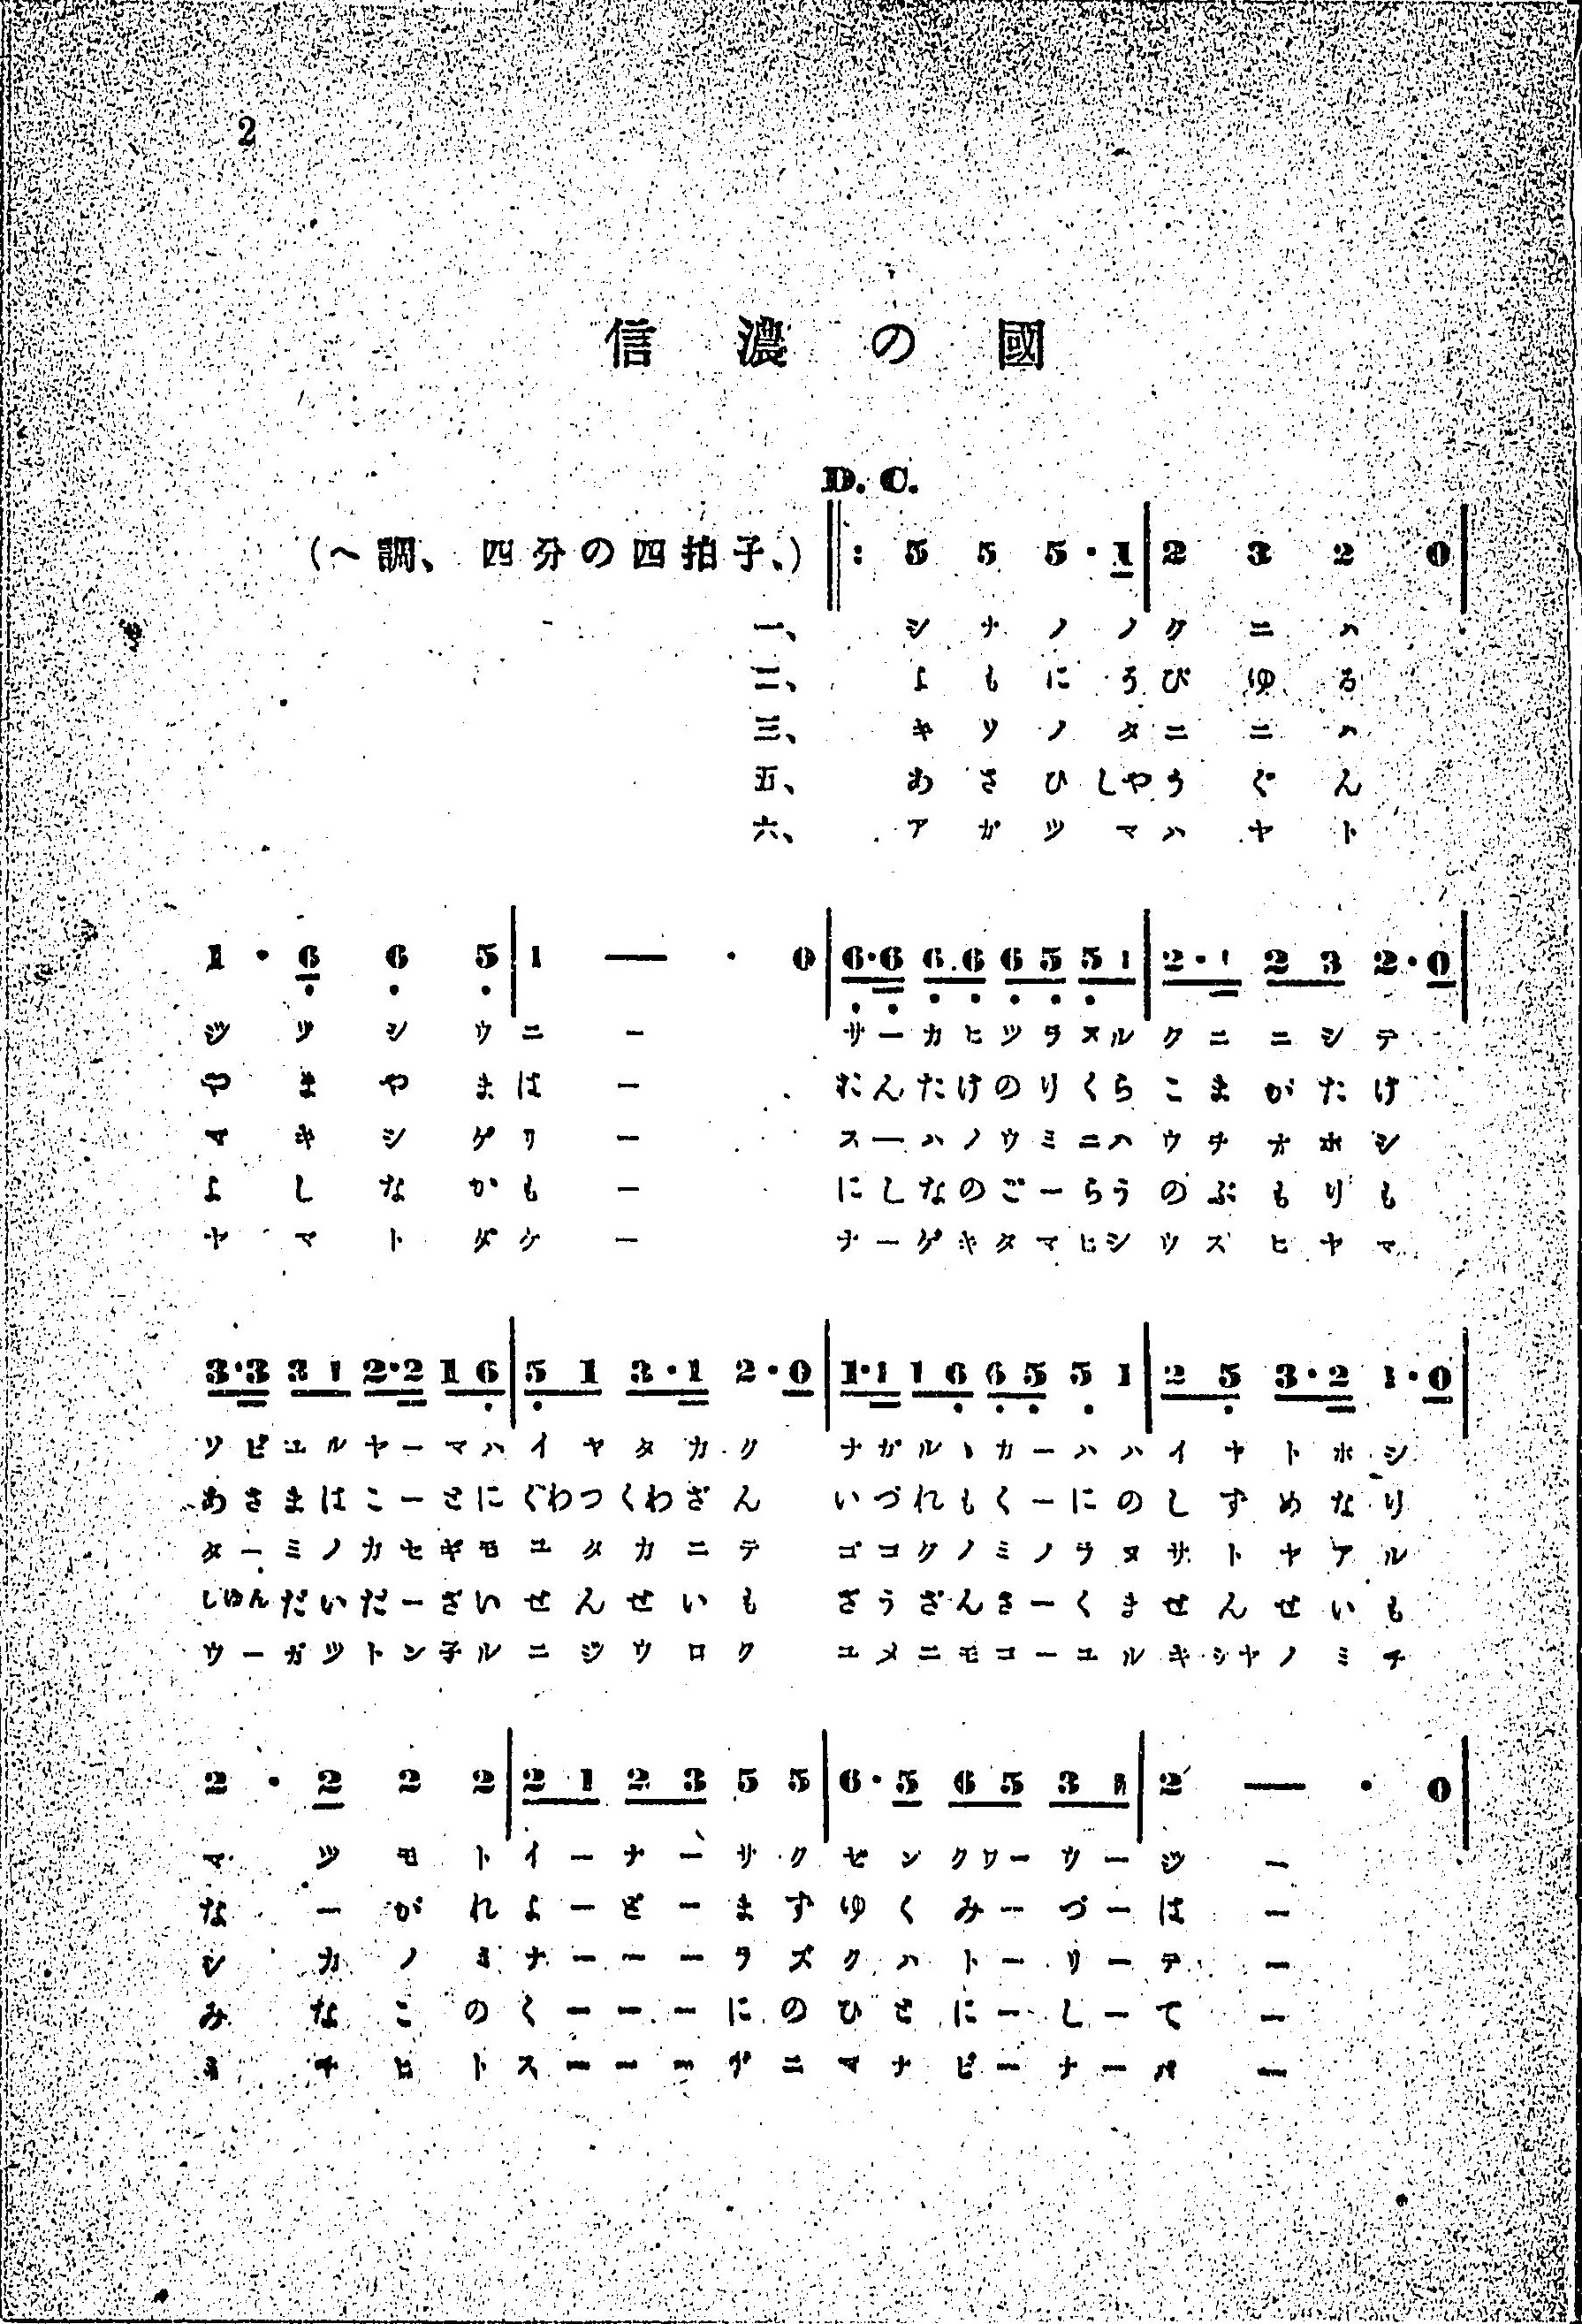 2
信濃の國
D. C.
(ヘ調、四分の四拍子、) ‖: 5 5 5・1 | 2 3 2 0 |
一、 シナノノクニハ
二、 よもにそびゆる
三、 キソノタニニハ
五、 あさひしやうぐん
六、 アガツマハヤト
1・6 6 5 | 1 — ・ 0 | 6・6 6.6 6 5 5 1 | 2・1 2 3 2・0 |
ジツシウニー サーカヒツラヌル クニニシテ
やまやまは ー おんたけのりくら こまがたけ
マキシゲリー スーハノウミニハ ウヲオホシ
よしなかも ー にしなのごーらう のぶもりも
ヤマトダケー ナーゲキタマヒシ ウスヒヤマ
3・3 3 1 2・2 1 6 | 5 1 3・1 2・0 | 1・1 1 6 6 5 5 1 | 2 5 3・2 1・0 |
ソビユルヤーマハ イヤタカク ナガルヽカーハハ イヤトホシ
あさまはこーとに くわつくわざん いづれもくーにの しずめなり
ターミノカセギモ ユタカニテ ゴコクノミノラヌ サトヤアル
しゆんだいだーざい せんせいも ざうざんさーくま せんせいも
ウーガツトン子ル ニジウロク ユメニモコーユル キシヤノミチ
2・2 2 2 | 2 1 2 3 5 5 | 6・5 6 5 3 | 2 — ・ 0 |
マツモト イーナーサク ゼンクワーウージ ー
なーがれ よーどーまず ゆくみーづーは ー
シカノミ ナーーーラズ クハトーリーテ ー
みなこの くーーーにの ひとにーしーて ー
ミチヒト スーーーヂニ マナビーナーバ ー